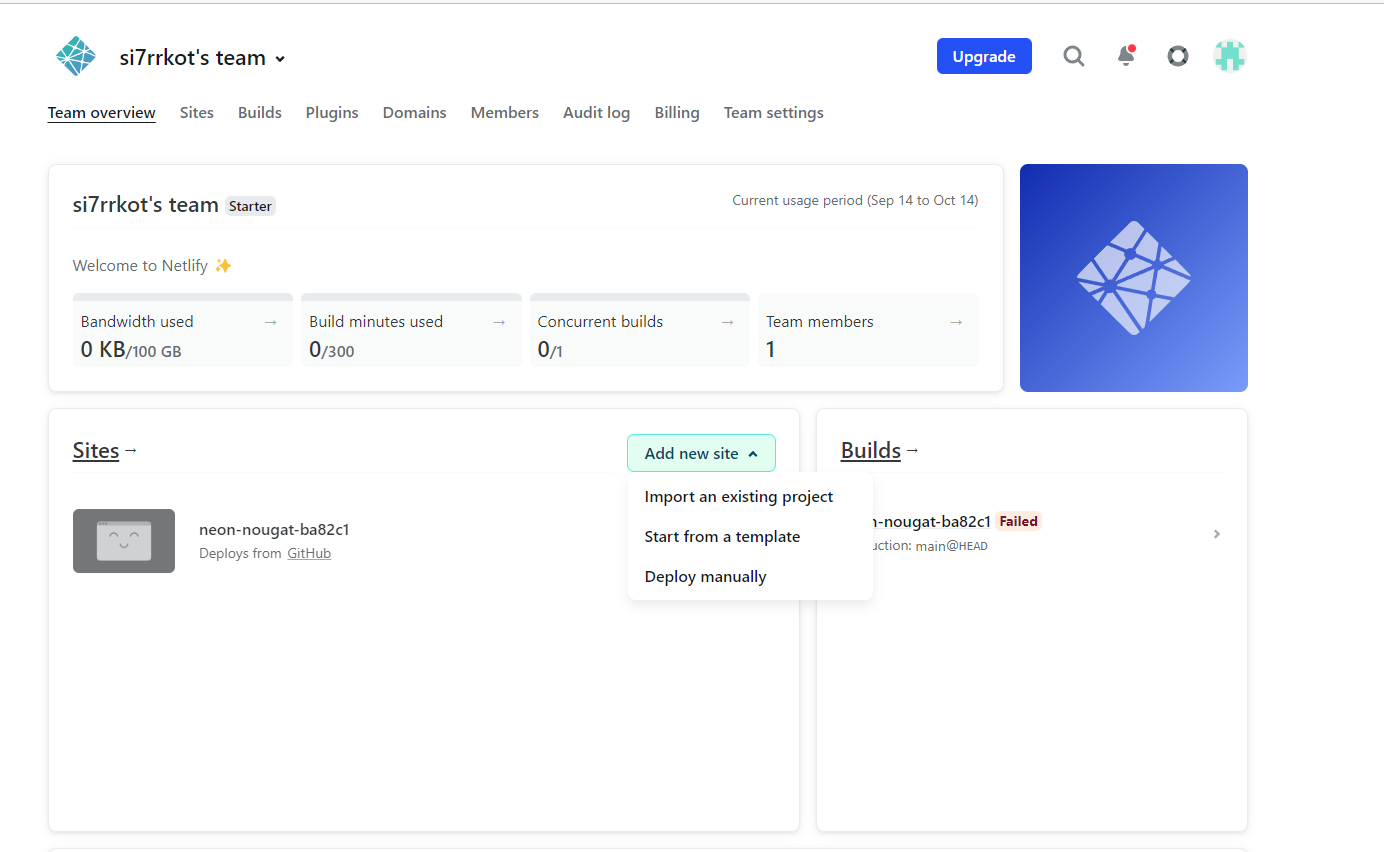 si7rrkot's team
Upgrade
Team overview Sites Builds Plugins Domains Members Audit log Billing Team settings
si7rrkot's team Starter
Current usage period (Sep 14 to Oct 14)
Welcome to Netlify ✨
Bandwidth used →
0 KB/100 GB
Build minutes used →
0/300
Concurrent builds →
0/1
Team members →
1
Sites →
Add new site
Import an existing project
Start from a template
Deploy manually
neon-nougat-ba82c1
Deploys from GitHub
Builds →
-nougat-ba82c1 Failed
uction: main@HEAD